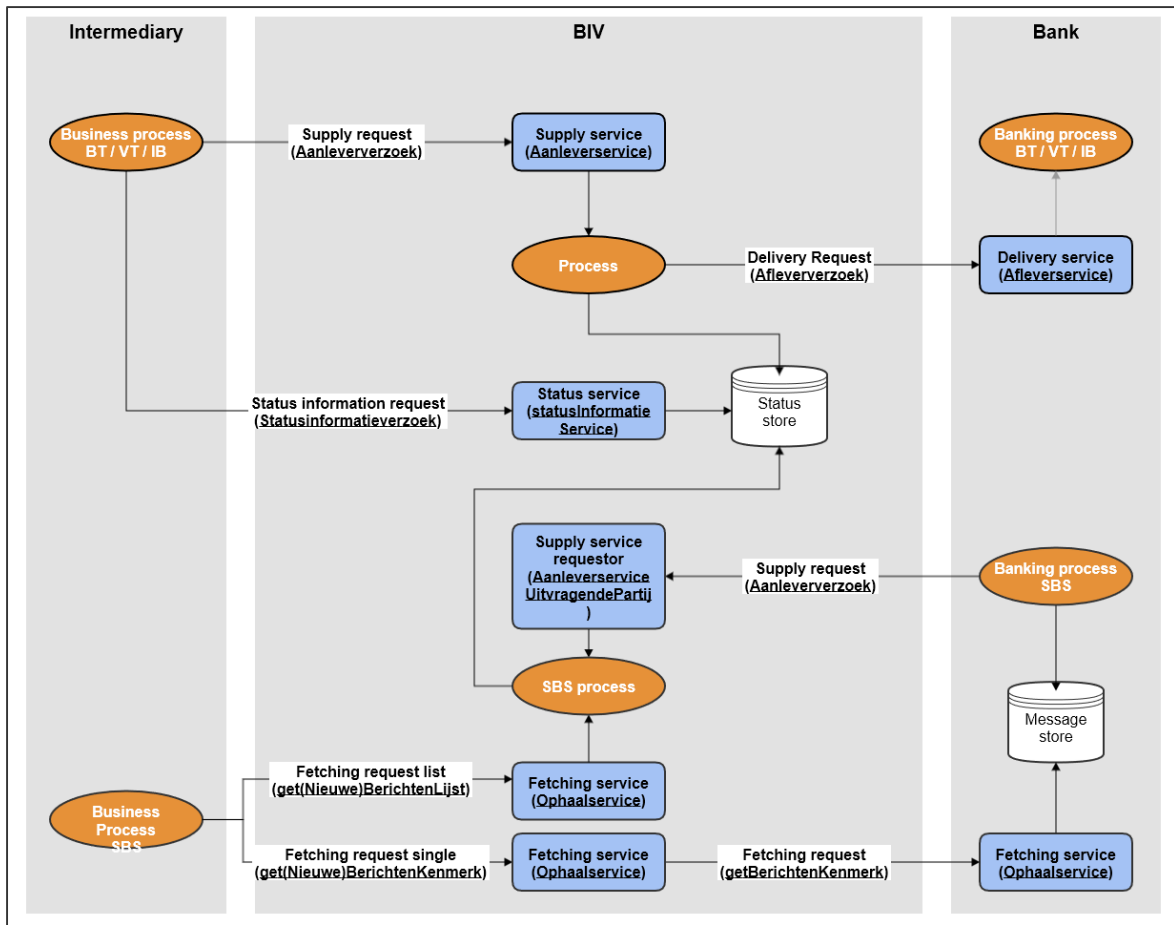 Intermediary
BIV
Bank
Business process
BT / VT / IB
Supply request
(Aanleververzoek)
Supply service
(Aanleverservice)
Banking process
BT / VT / IB
Process
Delivery Request
(Afleververzoek)
Delivery service
(Afleverservice)
Status information request
(Statusinformatieverzoek)
Status service
(statusInformatie
Service)
Status
store
Supply service
requestor
(Aanleverservice
UitvragendePartij
)
Supply request
(Aanleververzoek)
Banking process
SBS
SBS process
Message
store
Fetching request list
(get(Nieuwe)BerichtenLijst)
Fetching service
(Ophaalservice)
Business
Process
SBS
Fetching request single
(get(Nieuwe)BerichtenKenmerk)
Fetching service
(Ophaalservice)
Fetching request
(getBerichtenKenmerk)
Fetching service
(Ophaalservice)